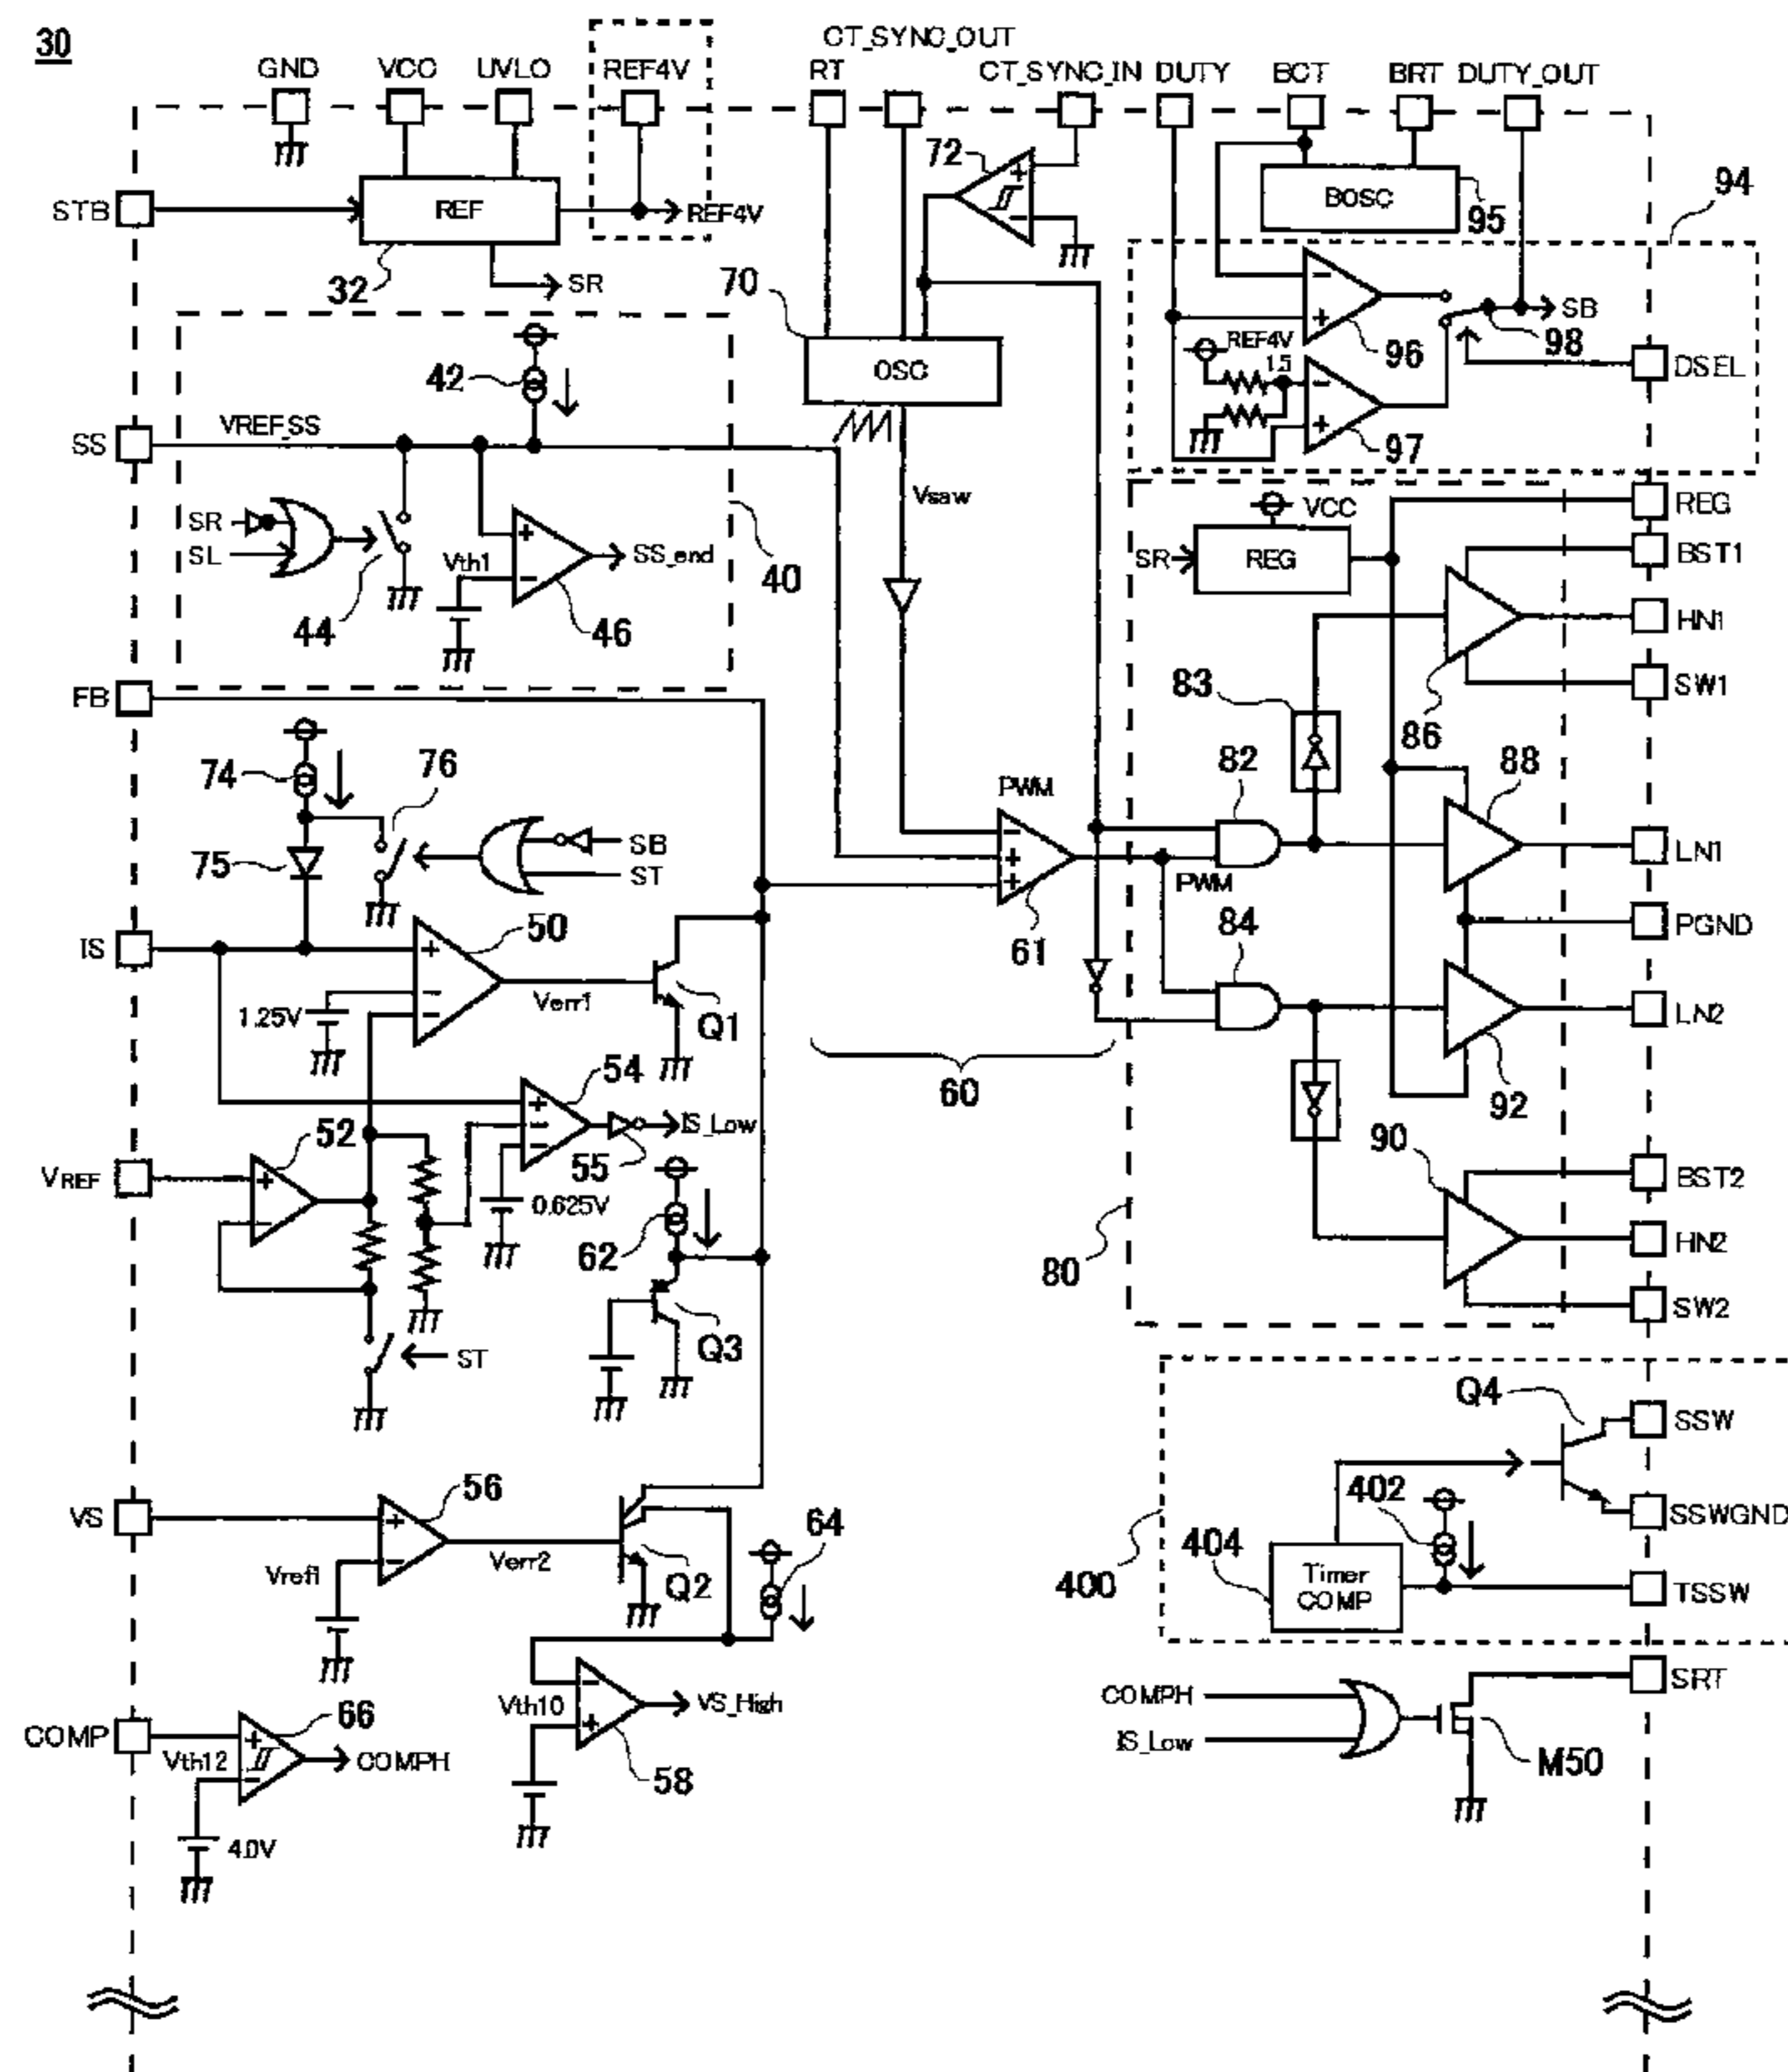 30
CT_SYNC_OUT
GND VCC UVLO REF4V RT CT_SYNC_IN DUTY BCT BRT DUTY_OUT
72
94
STB REF REF4V BOSC 95
32 SR 70
SB
96 98
REF4V
1.5
DSEL
42 OSC
97
SS VREF_SS
Vsaw
REG
VCC
SR REG
BST1
SR
SL Vth1 SS_end 40
44 46
HN1
FB 83 SW1
86
74 76 82 88
PWM
75 SB
ST
LN1
PWM
50 84 PGND
IS 61
1.25V Verr1 Q1 LN2
54 60
52 IS_Low 92
55
VREF 90 BST2
0.625V
62 80 HN2
SW2
Q3
ST
Q4 SSW
56 402
VS 64 SSWGND
Vref1 Verr2 Q2 404
400 Timer
COMP TSSW
SRT
Vth10 VS_High COMPH
66
COMP Vth12 COMPH IS_Low M50
58
4.0V